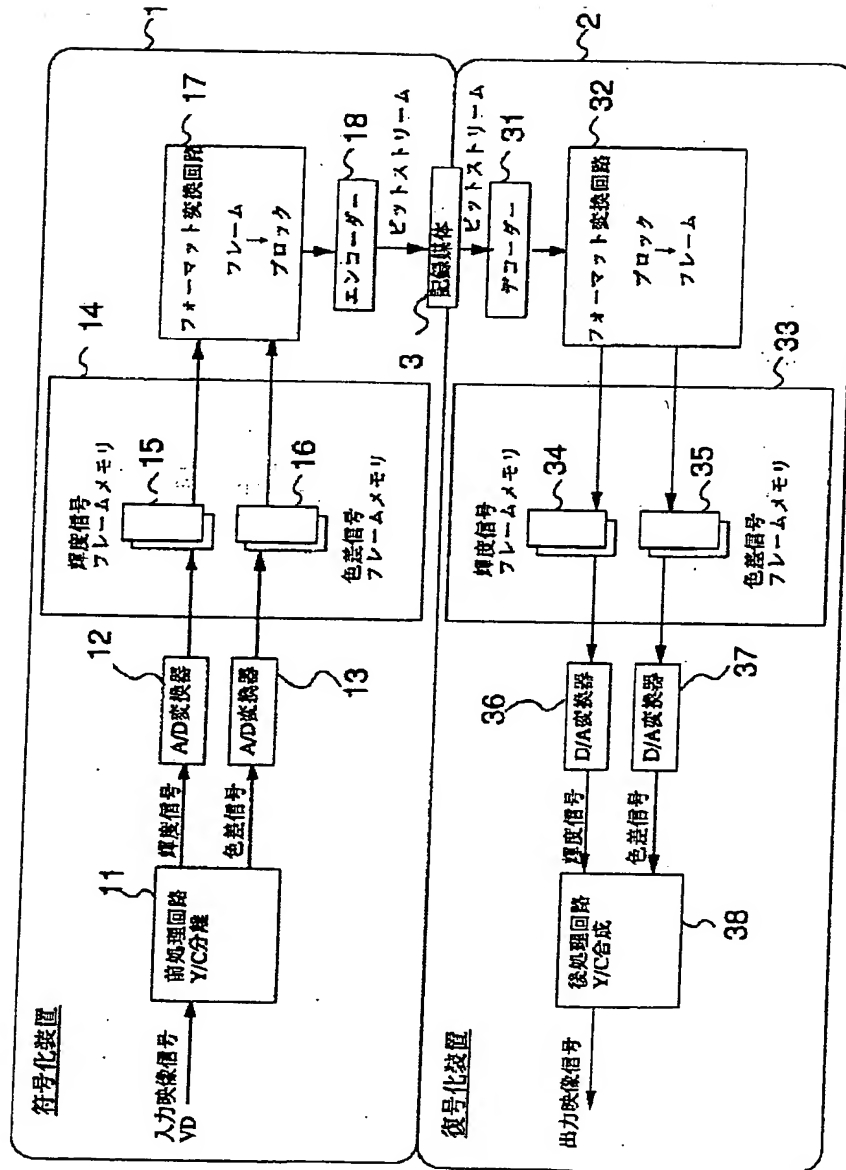 符号化装置
1
入力映像信号
VD
前処理回路
Y/C分離
11
輝度信号
色差信号
A/D変換器
12
A/D変換器
13
14
輝度信号
フレームメモリ
15
16
色差信号
フレームメモリ
フォーマット変換回路
17
フレーム
↓
ブロック
エンコーダー
18
ビットストリーム
記録媒体
3
ビットストリーム
復号化装置
2
デコーダー
31
フォーマット変換回路
32
ブロック
↓
フレーム
33
輝度信号
フレームメモリ
34
35
色差信号
フレームメモリ
D/A変換器
36
D/A変換器
37
輝度信号
色差信号
後処理回路
Y/C合成
38
出力映像信号